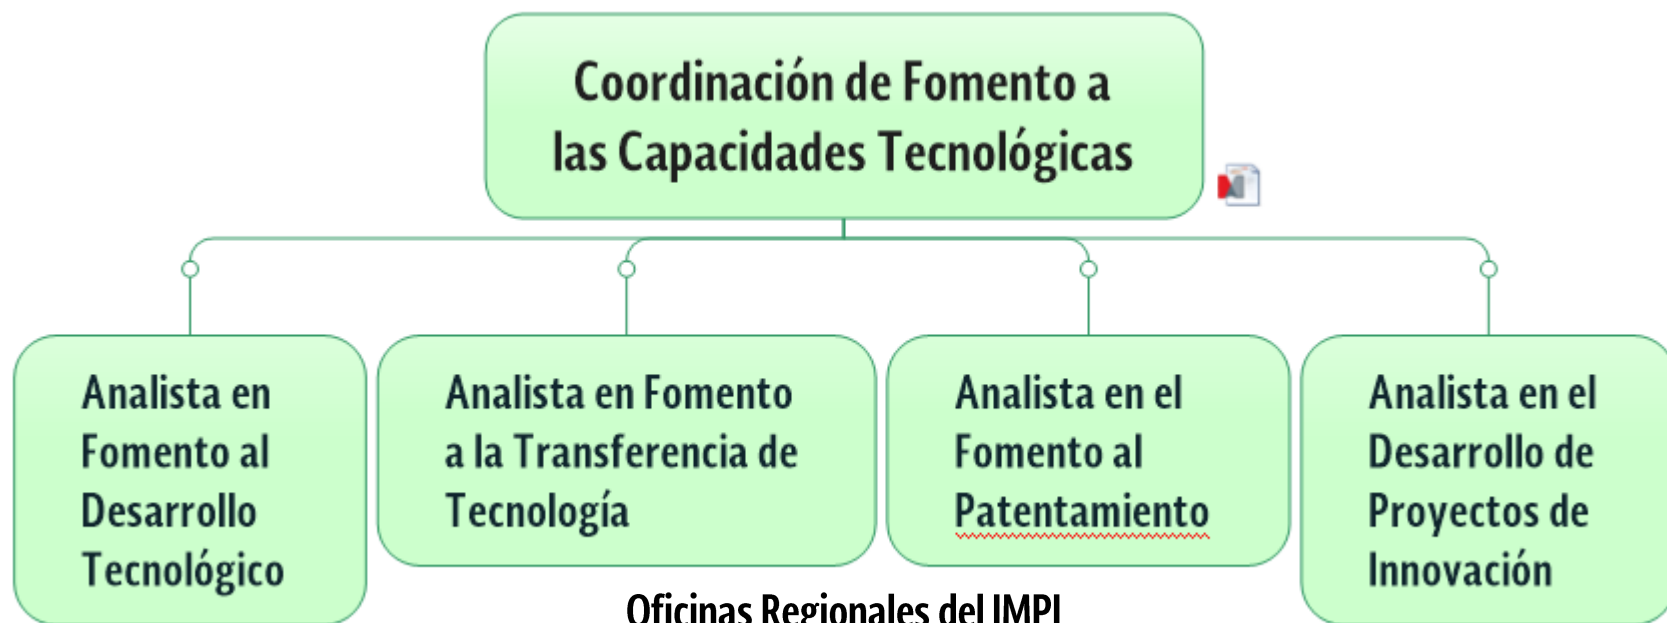 Coordinación de Fomento a
las Capacidades Tecnológicas
Analista en
Fomento al
Desarrollo
Tecnológico
Analista en Fomento
a la Transferencia de
Tecnología
Analista en el
Fomento al
Patentamiento
Analista en el
Desarrollo de
Proyectos de
Innovación
Oficinas Regionales del IMPI